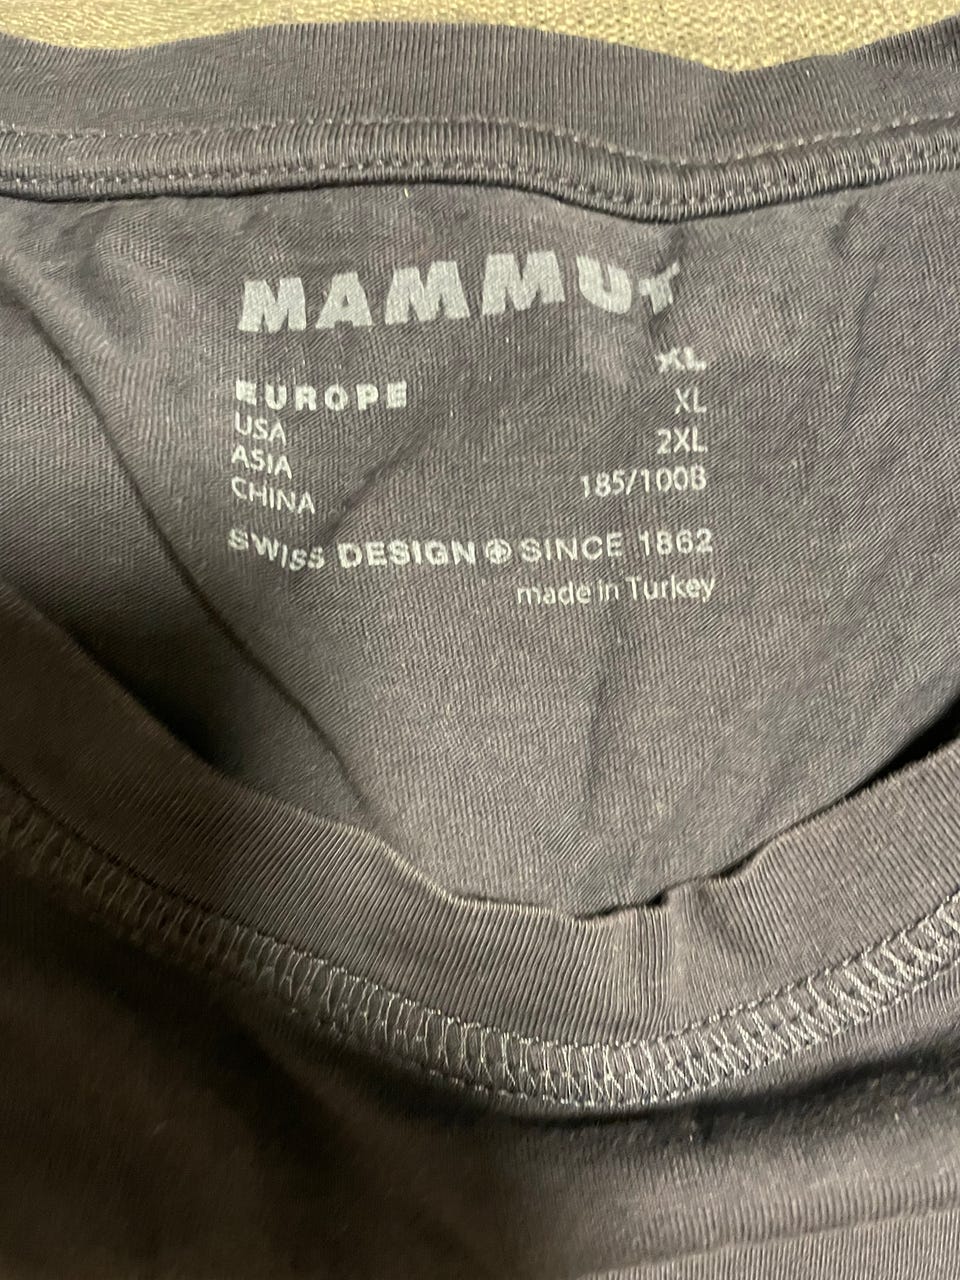 MAMMUT
EUROPE XL
USA XL
ASIA 2XL
CHINA 185/100B
SWISS DESIGN SINCE 1862
made in Turkey